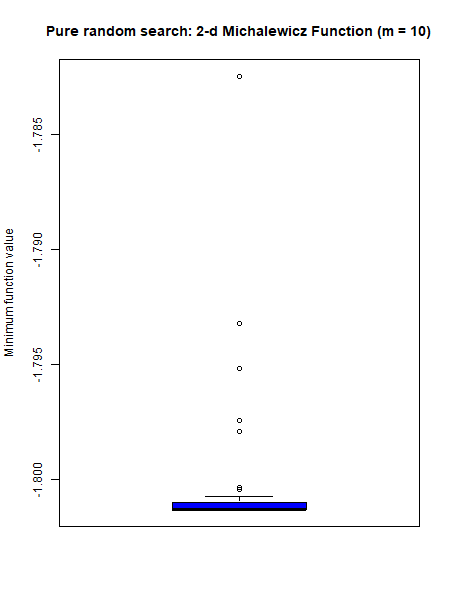 Pure random search: 2-d Michalewicz Function (m = 10)
Minimum function value
-1.785
-1.790
-1.795
-1.800